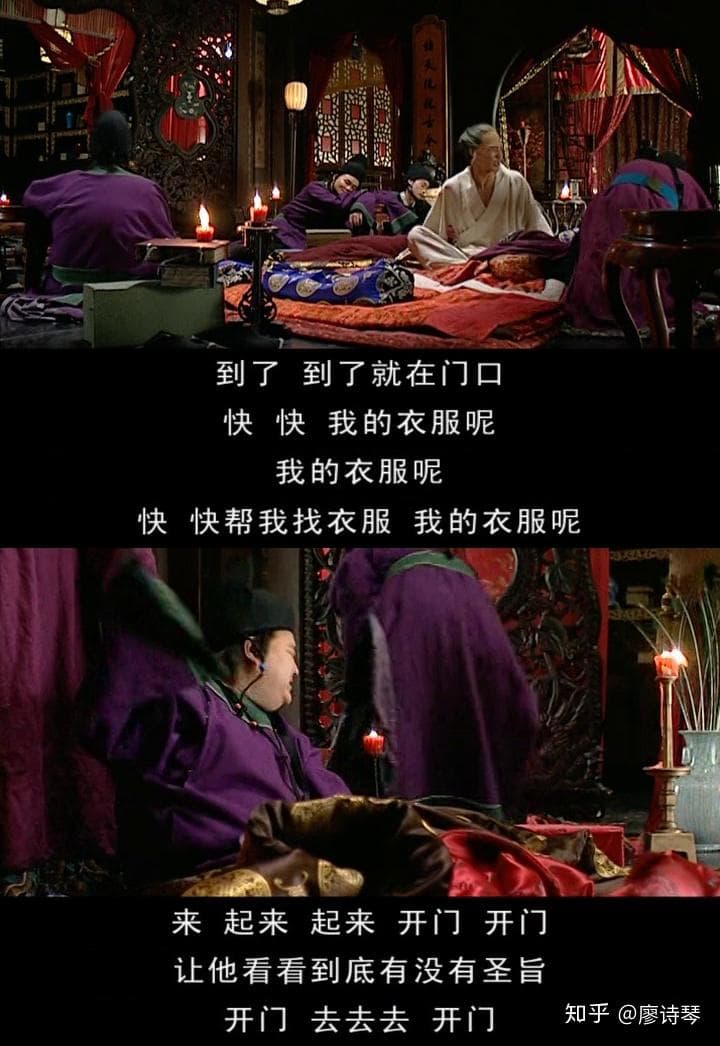 到了 到了就在门口
快 快 我的衣服呢
我的衣服呢
快 快帮我找衣服 我的衣服呢
来 起来 起来 开门 开门
让他看看到底有没有圣旨
开门 去去去 开门
知乎 @廖诗琴